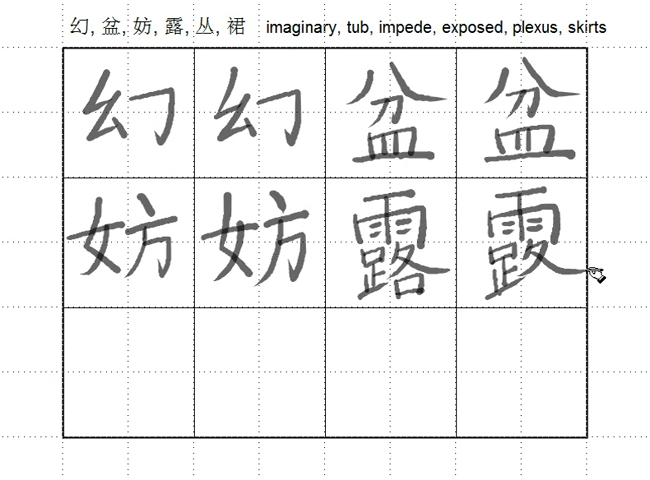 幻, 盆, 妨, 露, 丛, 裙 imaginary, tub, impede, exposed, plexus, skirts
幻 幻 盆 盆
妨 妨 露